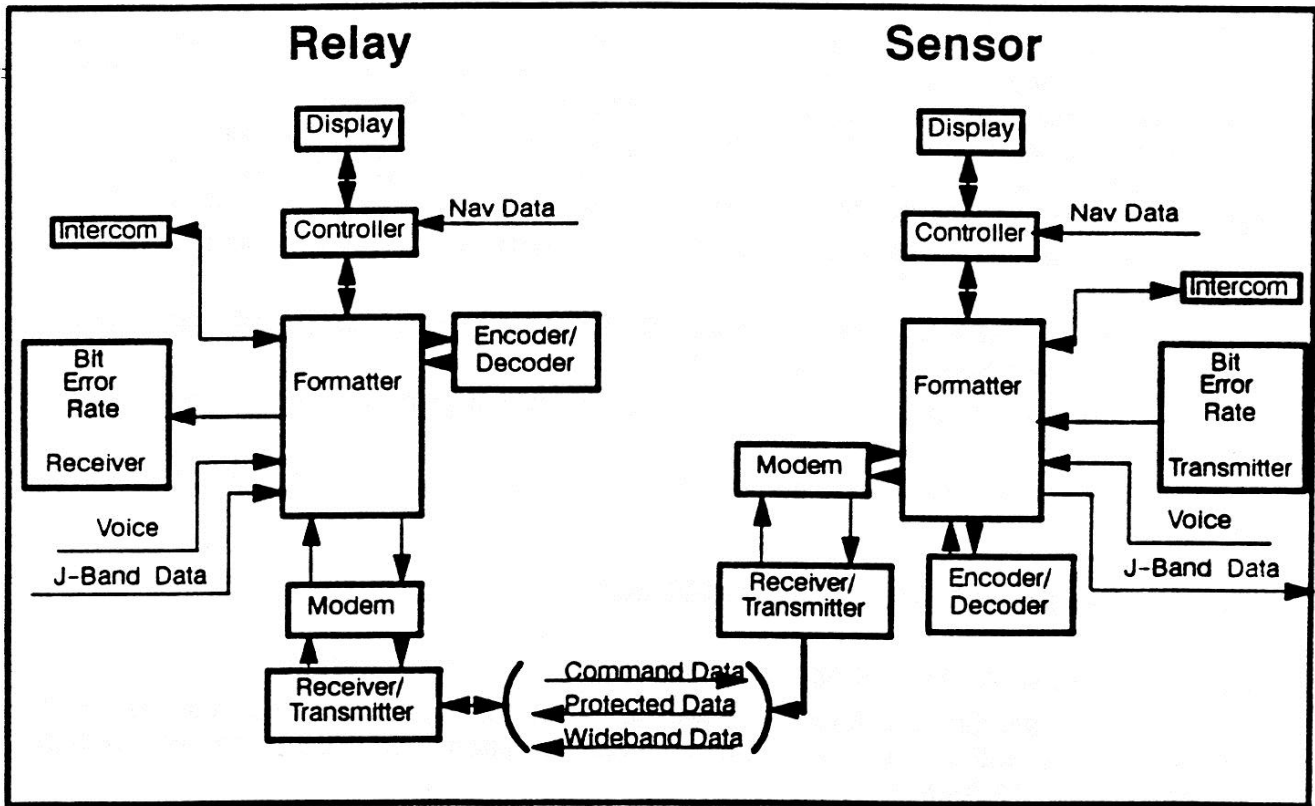 Relay
Sensor
Display
Controller
Nav Data
Intercom
Formatter
Encoder/
Decoder
Bit
Error
Rate
Receiver
Voice
J-Band Data
Modem
Receiver/
Transmitter
Command Data
Protected Data
Wideband Data
Display
Controller
Nav Data
Intercom
Formatter
Bit
Error
Rate
Transmitter
Modem
Voice
J-Band Data
Receiver/
Transmitter
Encoder/
Decoder